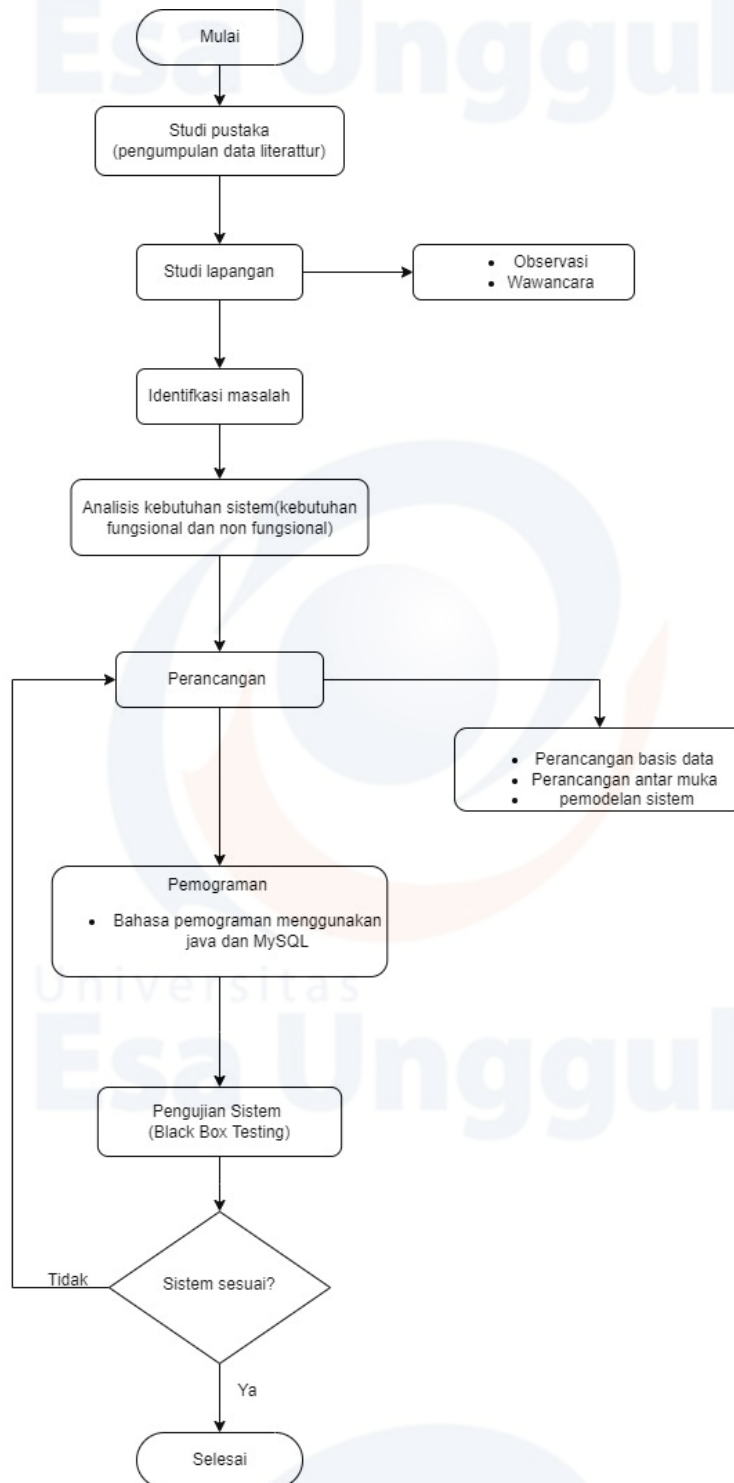 Esa Unggul
Mulai
Studi pustaka
(pengumpulan data literattur)
Studi lapangan
• Observasi
• Wawancara
Identifkasi masalah
Analisis kebutuhan sistem(kebutuhan
fungsional dan non fungsional)
Perancangan
• Perancangan basis data
• Perancangan antar muka
• pemodelan sistem
Pemograman
• Bahasa pemograman menggunakan
java dan MySQL
Universitas
Esa Unggul
Pengujian Sistem
(Black Box Testing)
Sistem sesuai?
Tidak
Ya
Selesai